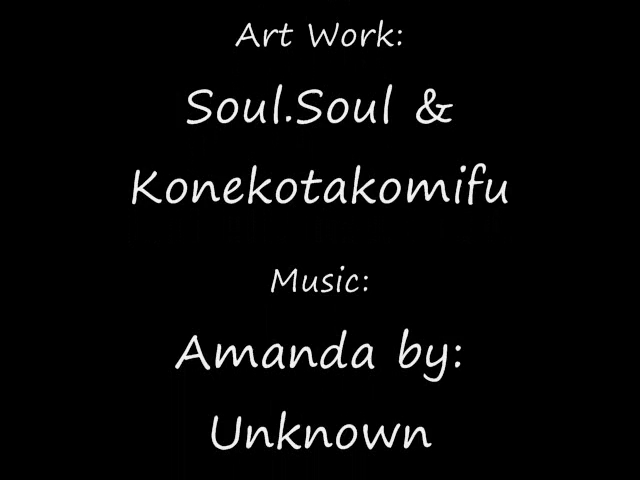 Art Work:
Soul.Soul &
Konekotakomifu
Music:
Amanda by:
Unknown